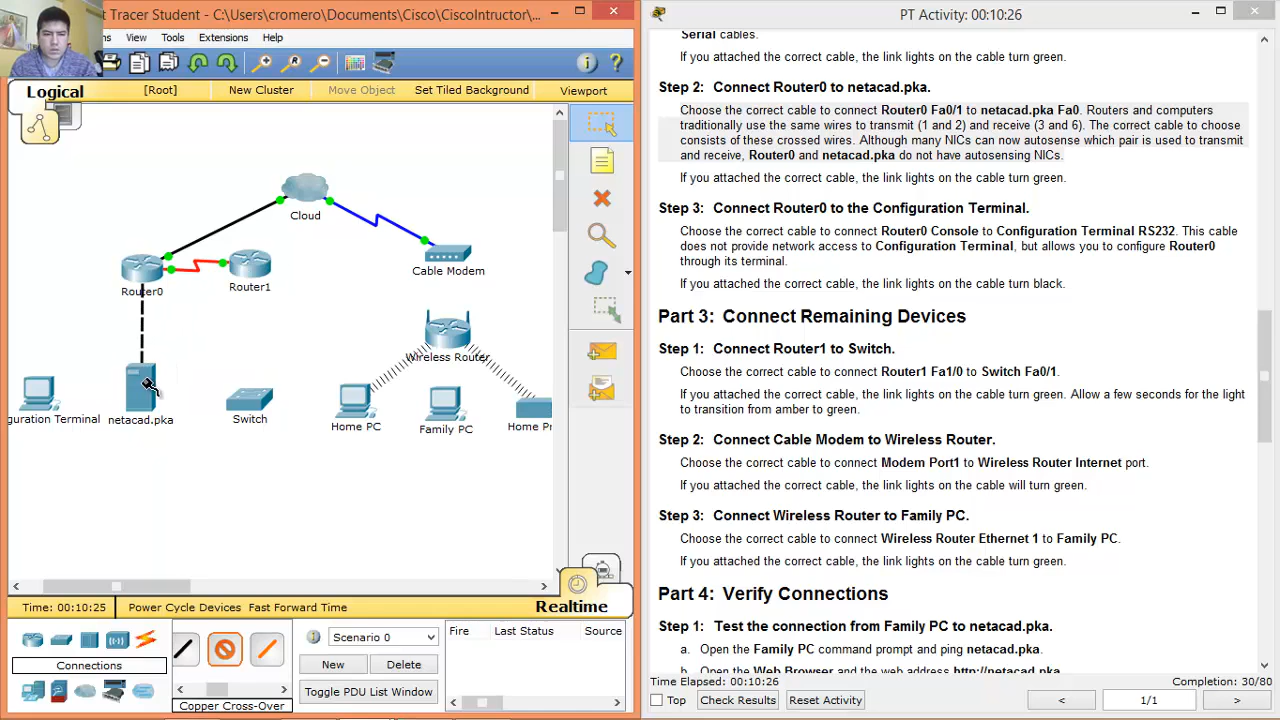 t Tracer Student - C:\Users\cromero\Documents\Cisco\CiscoIntructor\...
View Tools Extensions Help
Logical [Root] New Cluster Move Object Set Tiled Background Viewport
Cloud
Cable Modem
Router0
Router1
Wireless Router
guration Terminal
netacad.pka
Switch
Home PC
Family PC
Home Pr
Realtime
Time: 00:10:25 Power Cycle Devices Fast Forward Time
Connections
Copper Cross-Over
Scenario 0
New Delete
Toggle PDU List Window
Fire Last Status Source
PT Activity: 00:10:26
Serial cables.
If you attached the correct cable, the link lights on the cable turn green.
Step 2: Connect Router0 to netacad.pka.
Choose the correct cable to connect Router0 Fa0/1 to netacad.pka Fa0. Routers and computers
traditionally use the same wires to transmit (1 and 2) and receive (3 and 6). The correct cable to choose
consists of these crossed wires. Although many NICs can now autosense which pair is used to transmit
and receive, Router0 and netacad.pka do not have autosensing NICs.
If you attached the correct cable, the link lights on the cable turn green.
Step 3: Connect Router0 to the Configuration Terminal.
Choose the correct cable to connect Router0 Console to Configuration Terminal RS232. This cable
does not provide network access to Configuration Terminal, but allows you to configure Router0
through its terminal.
If you attached the correct cable, the link lights on the cable turn black.
Part 3: Connect Remaining Devices
Step 1: Connect Router1 to Switch.
Choose the correct cable to connect Router1 Fa1/0 to Switch Fa0/1.
If you attached the correct cable, the link lights on the cable turn green. Allow a few seconds for the light
to transition from amber to green.
Step 2: Connect Cable Modem to Wireless Router.
Choose the correct cable to connect Modem Port1 to Wireless Router Internet port.
If you attached the correct cable, the link lights on the cable will turn green.
Step 3: Connect Wireless Router to Family PC.
Choose the correct cable to connect Wireless Router Ethernet 1 to Family PC.
If you attached the correct cable, the link lights on the cable turn green.
Part 4: Verify Connections
Step 1: Test the connection from Family PC to netacad.pka.
a. Open the Family PC command prompt and ping netacad.pka.
b. Open the Web Browser and the web address http://netacad.pka.
Time Elapsed: 00:10:26 Completion: 30/80
Top Check Results Reset Activity < 1/1 >